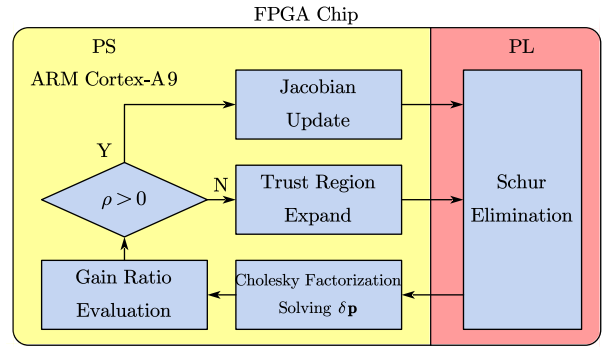 FPGA Chip
PS
PL
ARM Cortex-A9
Jacobian
Update
Y
N
ρ > 0
Trust Region
Expand
Schur
Elimination
Gain Ratio
Evaluation
Cholesky Factorization
Solving δp